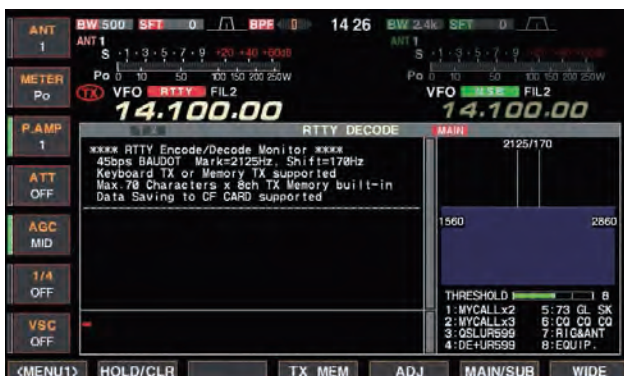 BW 500 SFT 0 BPF 0 14 26 BW 2.4k SFT 0
ANT 1
ANT 1
ANT 1
S ·1·3·5·7·9 +20 +40 +60dB
S ·1·3·5·7·9
METER Po
Po 0 10 50 100 150 200 250W
Po 0 10 50 100 150 200 250W
TX VFO RTTY FIL2
VFO FIL2
14.100.00
14.100.00
P.AMP 1
TX RTTY DECODE MAIN
**** RTTY Encode/Decode Monitor ****
45bps BAUDOT Mark=2125Hz, Shift=170Hz
Keyboard TX or Memory TX supported
Max.70 Characters x 8ch TX Memory built-in
Data Saving to CF CARD supported
2125/170
1560 2860
ATT OFF
AGC MID
1/4 OFF
VSC OFF
THRESHOLD 8
1:MYCALLx2 5:73 GL SK
2:MYCALLx3 6:CQ CQ CQ
3:QSLUR599 7:RIG&ANT
4:DE+UR599 8:EQUIP.
<MENU1> HOLD/CLR TX MEM ADJ MAIN/SUB WIDE